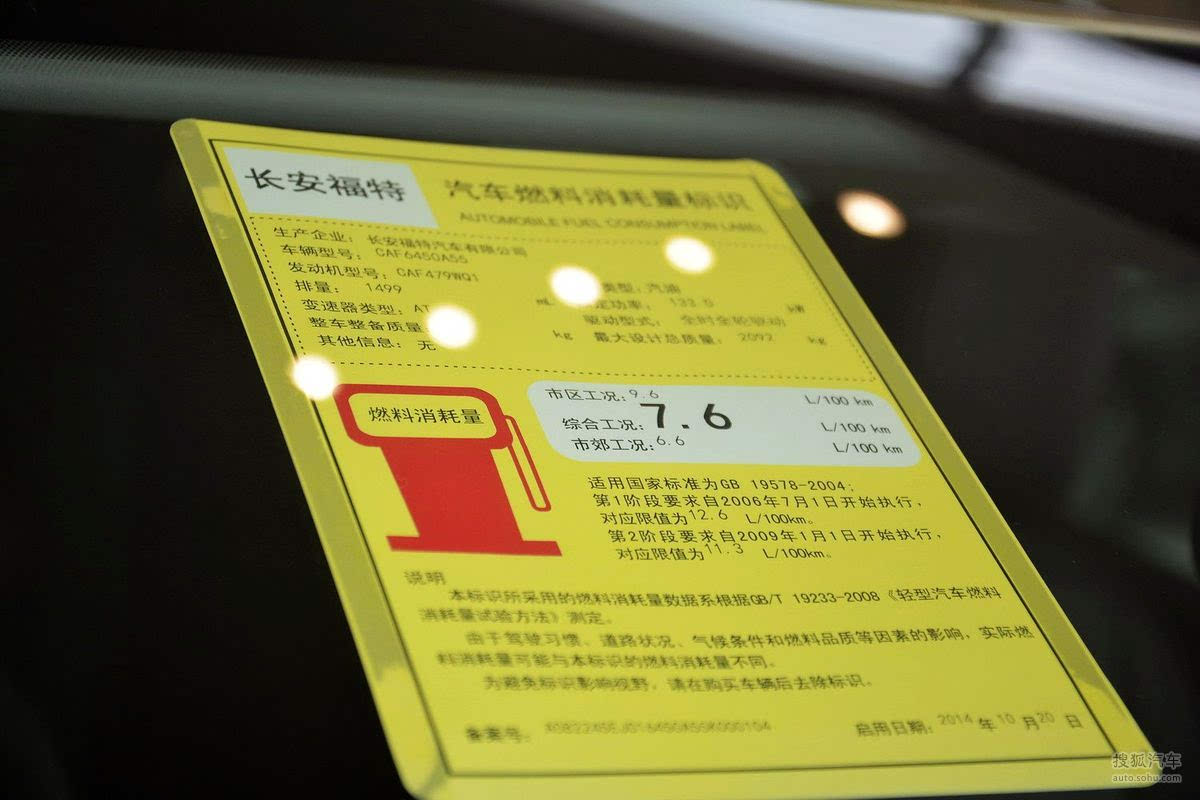 长安福特
汽车燃料消耗量标识
AUTOMOBILE FUEL CONSUMPTION LABEL
生产企业: 长安福特汽车有限公司
车辆型号: CAF6450A55
发动机型号: CAF479WQ1
类型: 汽油
排量: 1499 mL
定功率: 133.0 kW
变速器类型: AT
驱动型式: 全时全轮驱动
整车整备质量 kg
最大设计总质量: 2092 kg
其他信息: 无
燃料消耗量
市区工况: 9.6 L/100 km
综合工况: 7.6 L/100 km
市郊工况: 6.6 L/100 km
适用国家标准为GB 19578-2004;
第1阶段要求自2006年7月1日开始执行,
对应限值为12.6 L/100km。
第2阶段要求自2009年1月1日开始执行,
对应限值为11.3 L/100km。
说明
本标识所采用的燃料消耗量数据系根据GB/T 19233-2008《轻型汽车燃料
消耗量试验方法》测定。
由于驾驶习惯、道路状况、气候条件和燃料品质等因素的影响,实际燃
料消耗量可能与本标识的燃料消耗量不同。
为避免标识影响视野,请在购买车辆后去除标识。
备案号:
启用日期: 2014 年 10 月 20 日
搜狐汽车
auto.sohu.com